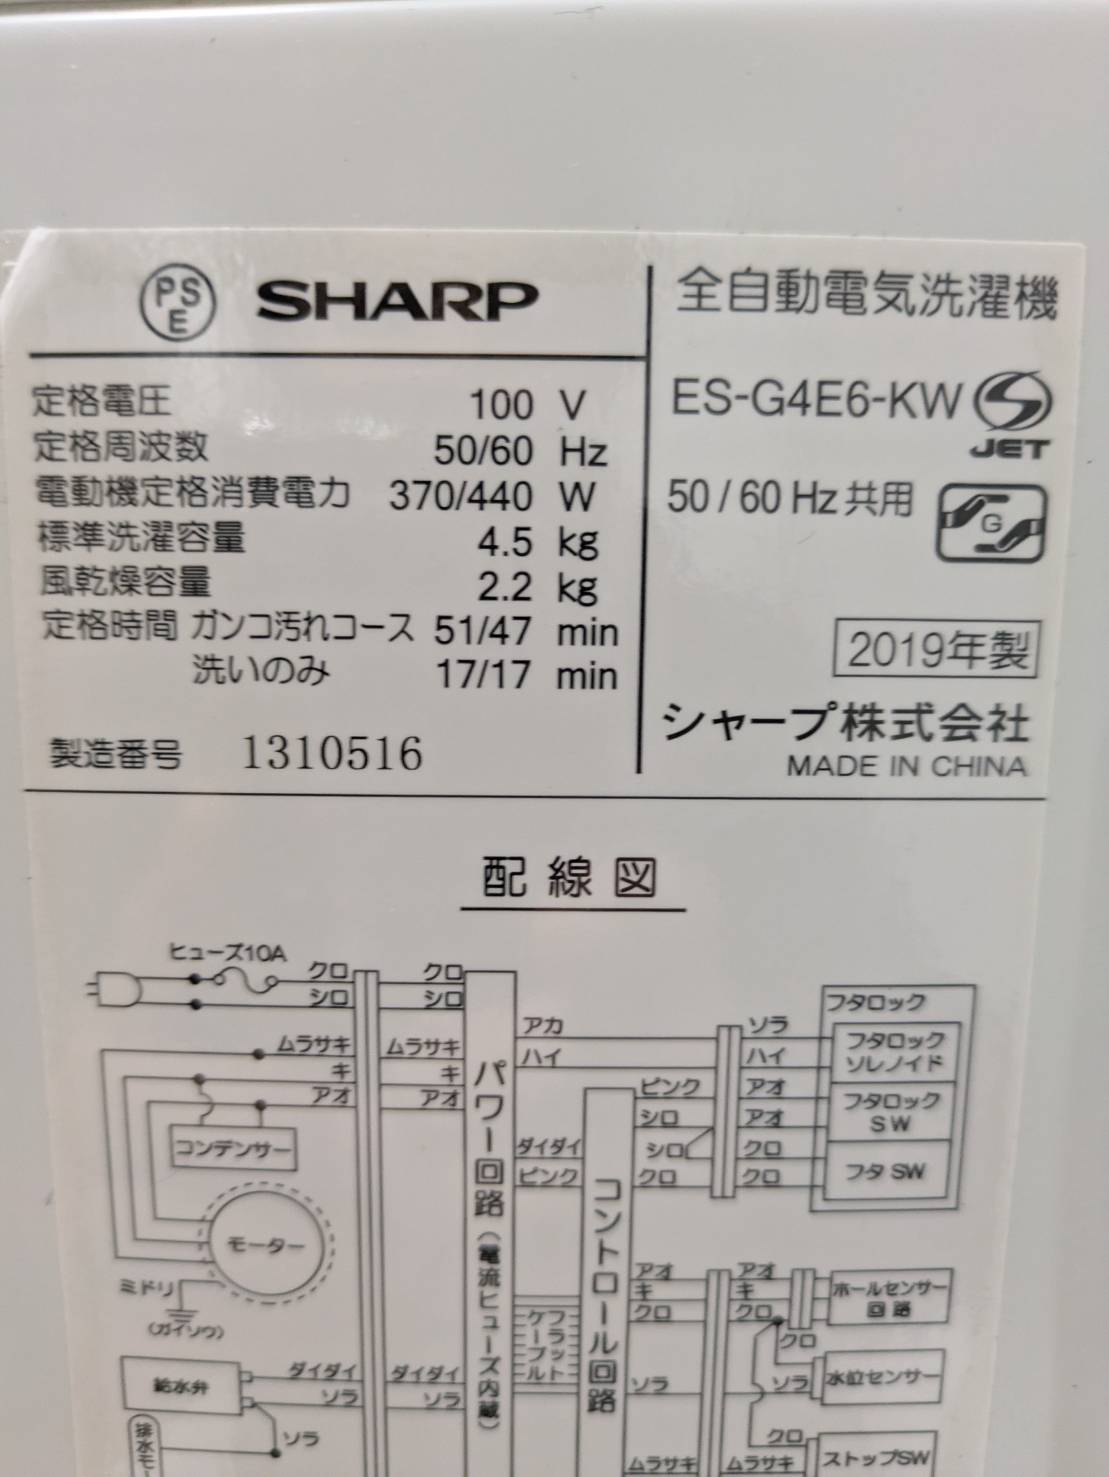 PSE SHARP
定格電圧 100 V
定格周波数 50/60 Hz
電動機定格消費電力 370/440 W
標準洗濯容量 4.5 kg
風乾燥容量 2.2 kg
定格時間 ガンコ汚れコース 51/47 min
洗いのみ 17/17 min
製造番号 1310516
全自動電気洗濯機
ES-G4E6-KW
JET
50/60 Hz共用
G
2019年製
シャープ株式会社
MADE IN CHINA
配線図
ヒューズ10A
クロ クロ
シロ シロ
ムラサキ ムラサキ
キ キ
アオ アオ
コンデンサー
モーター
ミドリ
(ガイソウ)
給水弁
ダイダイ ダイダイ
ソラ ソラ
ソラ
排水モー
パワー回路(電流ヒューズ内蔵)
アカ
ハイ
ダイダイ
ピンク
フラットケーブル
コントロール回路
ピンク
シロ
シロ
クロ
ソラ
ハイ
アオ
アオ
クロ
クロ
フタロック
フタロック
ソレノイド
フタロック
SW
フタ SW
アオ アオ
キ キ
クロ クロ
クロ
ホールセンサー
回路
ソラ ソラ
水位センサー
クロ
ムラサキ ムラサキ
ストップSW